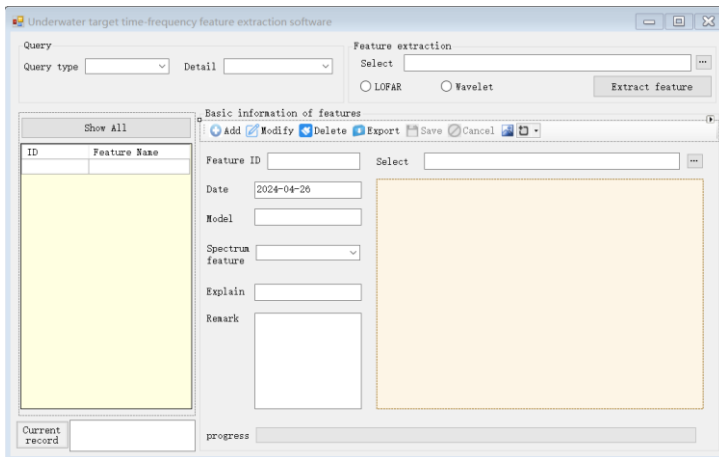 Underwater target time-frequency feature extraction software
Query
Query type
Detail
Feature extraction
Select
...
LOFAR
Wavelet
Extract feature
Show All
ID Feature Name
Basic information of features
Add Modify Delete Export Save Cancel
Feature ID
Select
...
Date 2024-04-26
Model
Spectrum
feature
Explain
Remark
Current
record
progress